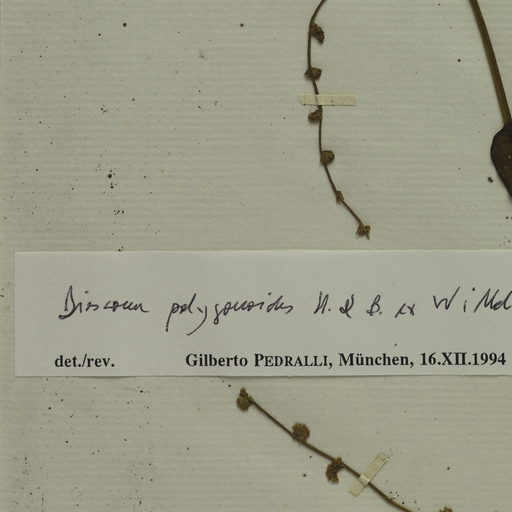 Dioscorea polygonoides H. & B. ex Willd
det./rev. Gilberto PEDRALLI, München, 16.XII.1994